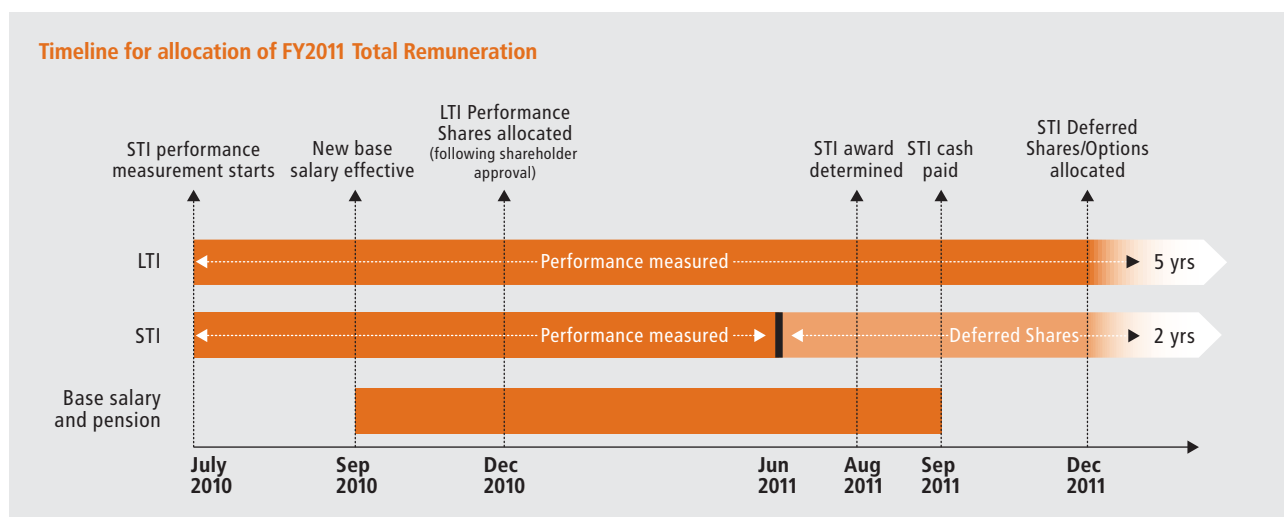 Timeline for allocation of FY2011 Total Remuneration
STI performance
measurement starts
New base
salary effective
LTI Performance
Shares allocated
(following shareholder
approval)
STI award
determined
STI cash
paid
STI Deferred
Shares/Options
allocated
LTI
Performance measured
5 yrs
STI
Performance measured
Deferred Shares
2 yrs
Base salary
and pension
July
2010
Sep
2010
Dec
2010
Jun
2011
Aug
2011
Sep
2011
Dec
2011